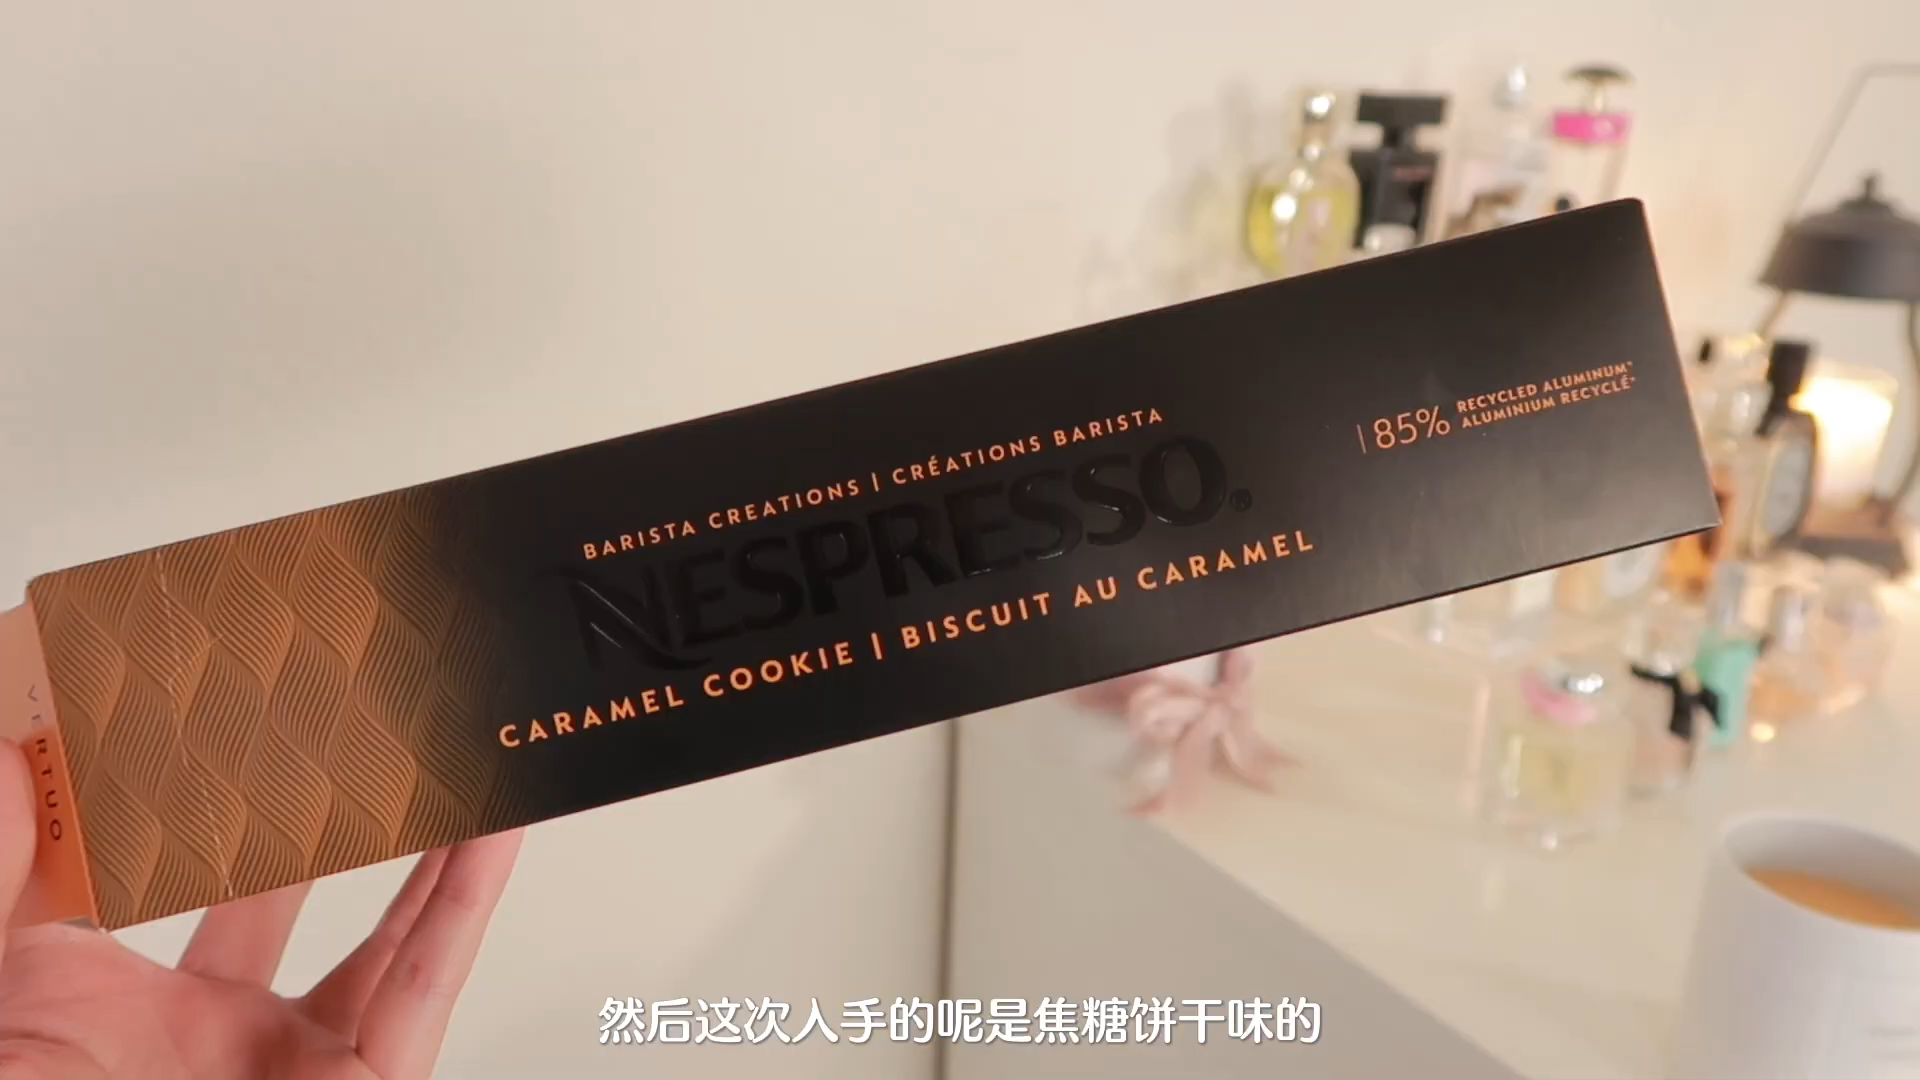 BARISTA CREATIONS | CRÉATIONS BARISTA
NESPRESSO®
CARAMEL COOKIE | BISCUIT AU CARAMEL
| 85% RECYCLED ALUMINUM*
ALUMINIUM RECYCLÉ*
VERTUO
然后这次入手的呢是焦糖饼干味的